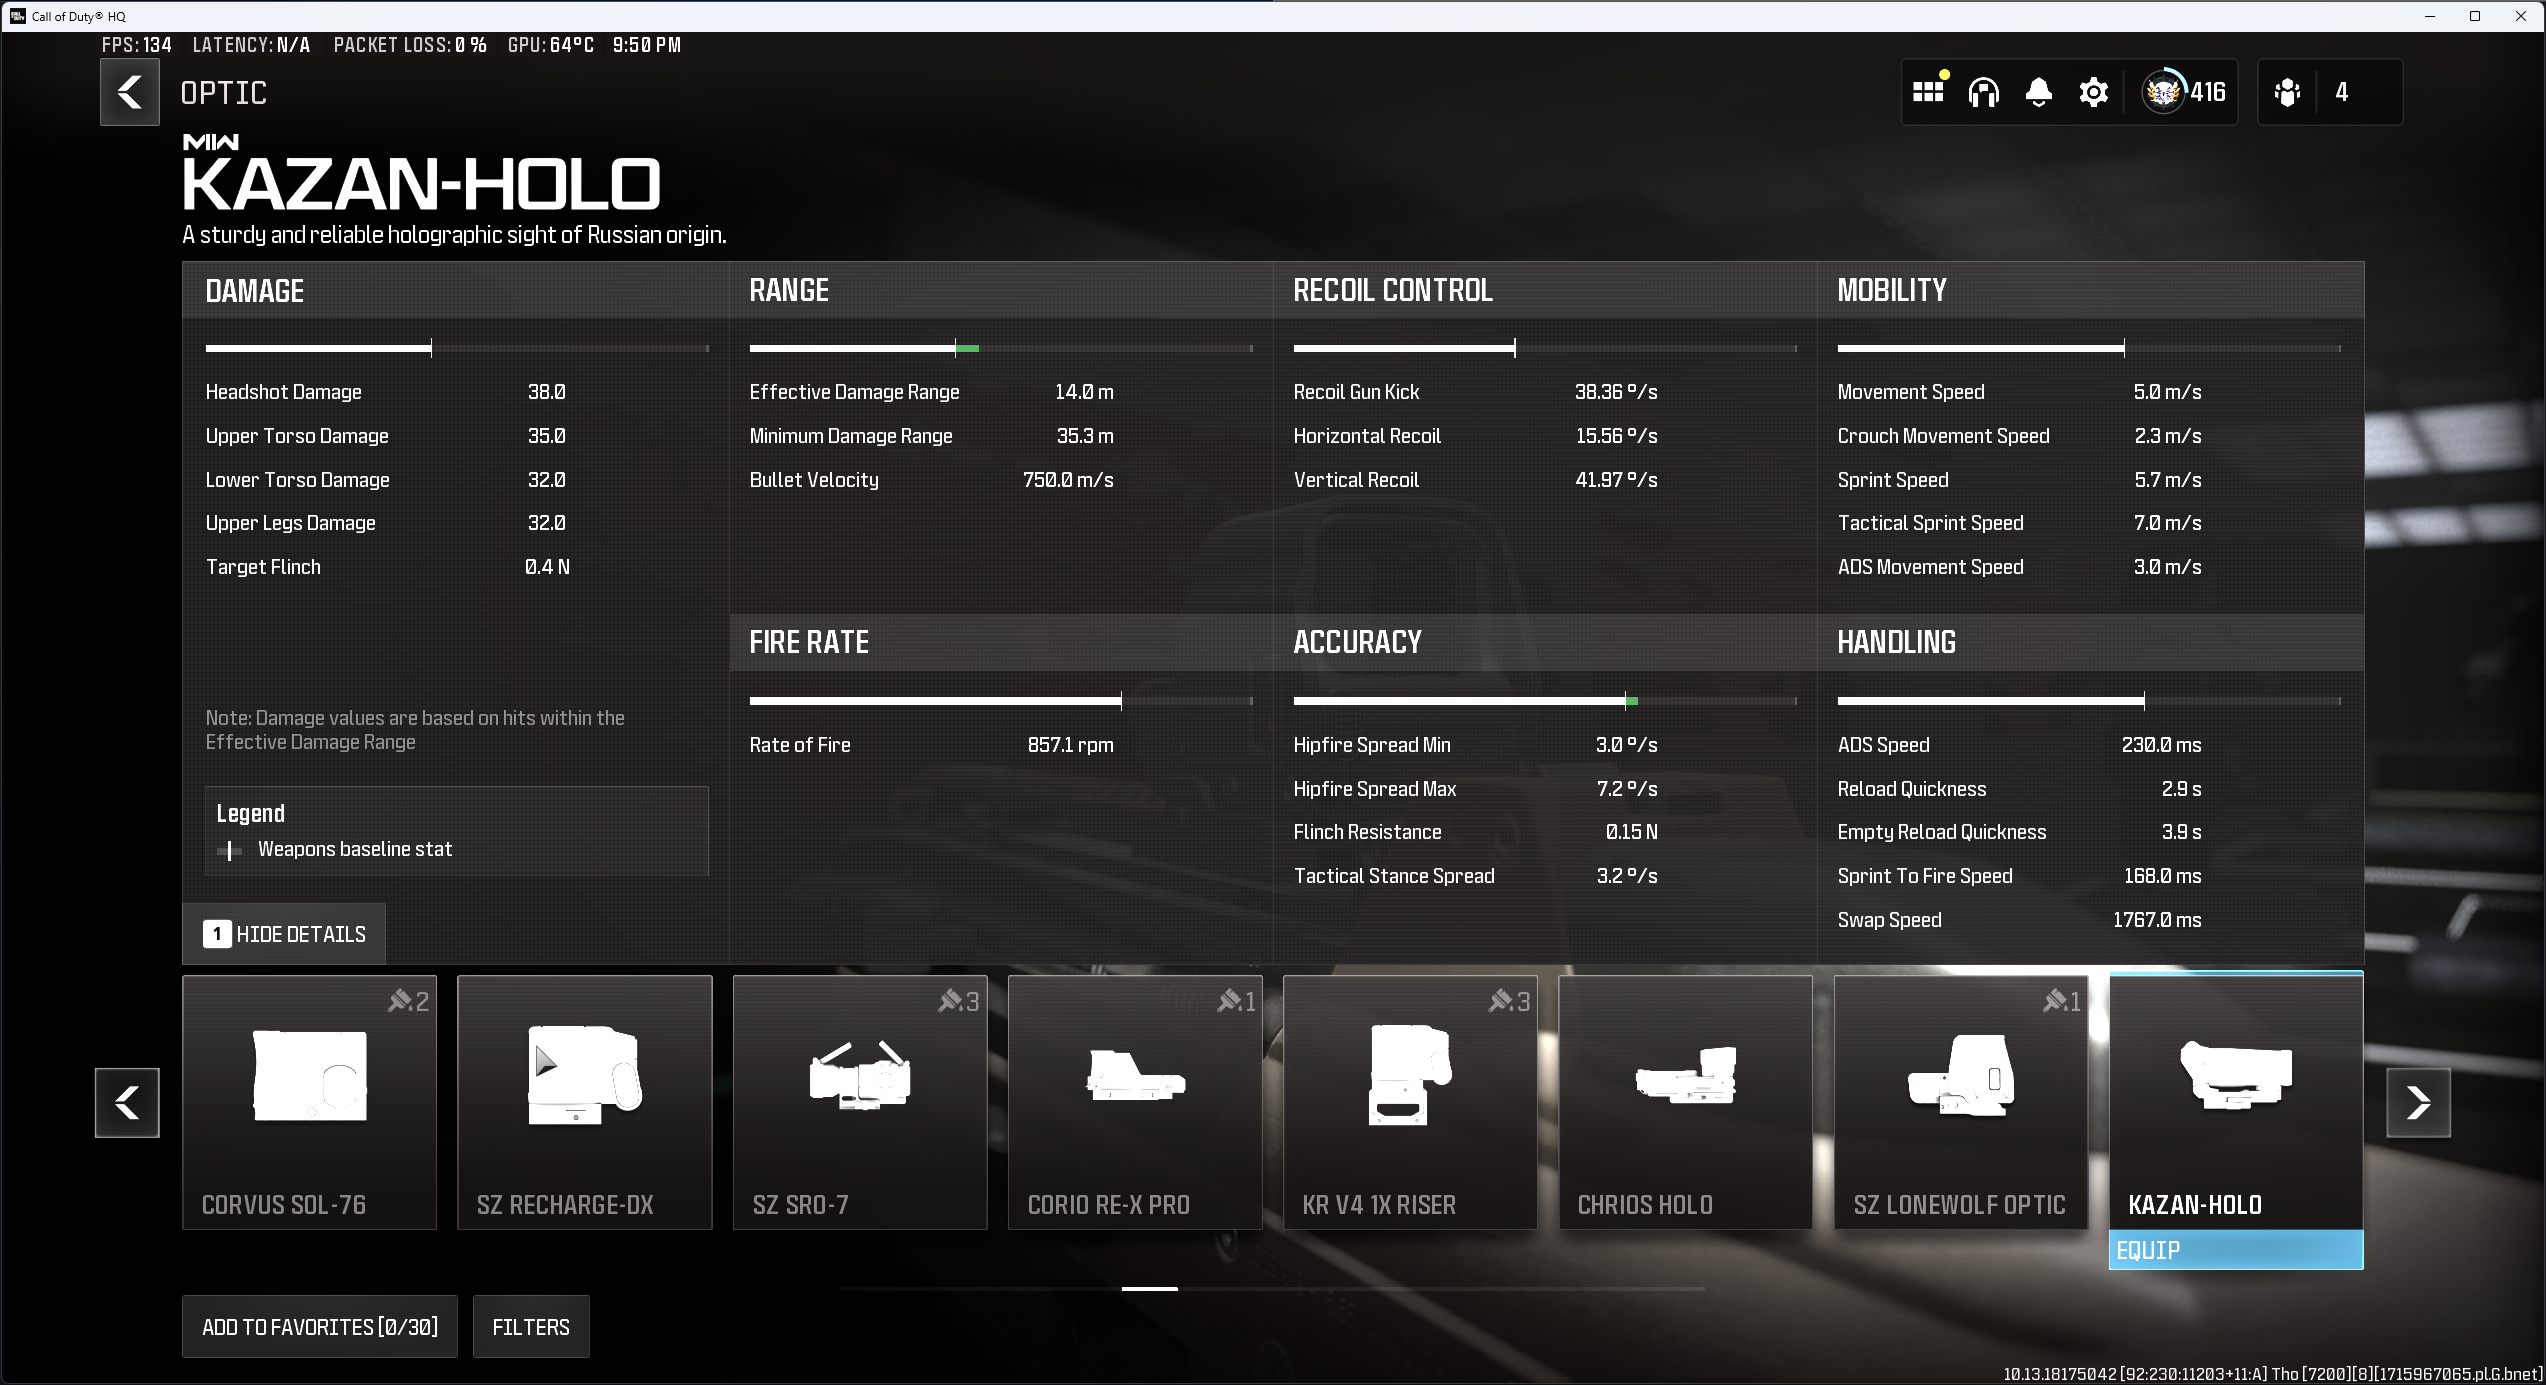 Call of Duty® HQ
FPS: 134 LATENCY: N/A PACKET LOSS: 0 % GPU: 64°C 9:50 PM
OPTIC
416
4
MW
KAZAN-HOLO
A sturdy and reliable holographic sight of Russian origin.
DAMAGE
Headshot Damage 38.0
Upper Torso Damage 35.0
Lower Torso Damage 32.0
Upper Legs Damage 32.0
Target Flinch 0.4 N
Note: Damage values are based on hits within the
Effective Damage Range
Legend
Weapons baseline stat
1 HIDE DETAILS
RANGE
Effective Damage Range 14.0 m
Minimum Damage Range 35.3 m
Bullet Velocity 750.0 m/s
FIRE RATE
Rate of Fire 857.1 rpm
RECOIL CONTROL
Recoil Gun Kick 38.36 º/s
Horizontal Recoil 15.56 º/s
Vertical Recoil 41.97 º/s
ACCURACY
Hipfire Spread Min 3.0 º/s
Hipfire Spread Max 7.2 º/s
Flinch Resistance 0.15 N
Tactical Stance Spread 3.2 º/s
MOBILITY
Movement Speed 5.0 m/s
Crouch Movement Speed 2.3 m/s
Sprint Speed 5.7 m/s
Tactical Sprint Speed 7.0 m/s
ADS Movement Speed 3.0 m/s
HANDLING
ADS Speed 230.0 ms
Reload Quickness 2.9 s
Empty Reload Quickness 3.9 s
Sprint To Fire Speed 168.0 ms
Swap Speed 1767.0 ms
2
CORVUS SOL-76
SZ RECHARGE-DX
3
SZ SRO-7
1
CORIO RE-X PRO
3
KR V4 1X RISER
CHRIOS HOLO
1
SZ LONEWOLF OPTIC
KAZAN-HOLO
EQUIP
ADD TO FAVORITES [0/30]
FILTERS
10.13.18175042 [92:230:11203+11:A] Tho [7200][8][1715967065.pl.G.bnet]